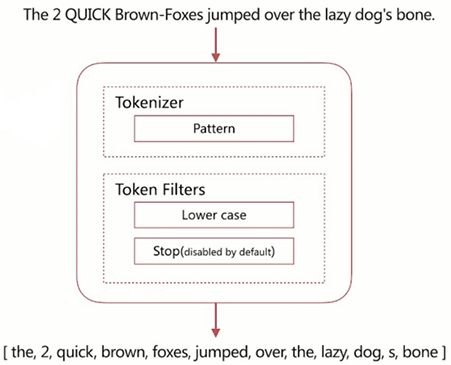 The 2 QUICK Brown-Foxes jumped over the lazy dog's bone.
Tokenizer
Pattern
Token Filters
Lower case
Stop(disabled by default)
[ the, 2, quick, brown, foxes, jumped, over, the, lazy, dog, s, bone ]